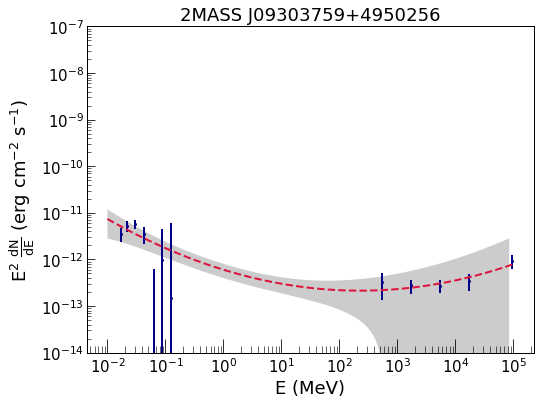 2MASS J09303759+4950256
E² dN/dE (erg cm⁻² s⁻¹)
10⁻⁷
10⁻⁸
10⁻⁹
10⁻¹⁰
10⁻¹¹
10⁻¹²
10⁻¹³
10⁻¹⁴
10⁻² 10⁻¹ 10⁰ 10¹ 10² 10³ 10⁴ 10⁵
E (MeV)